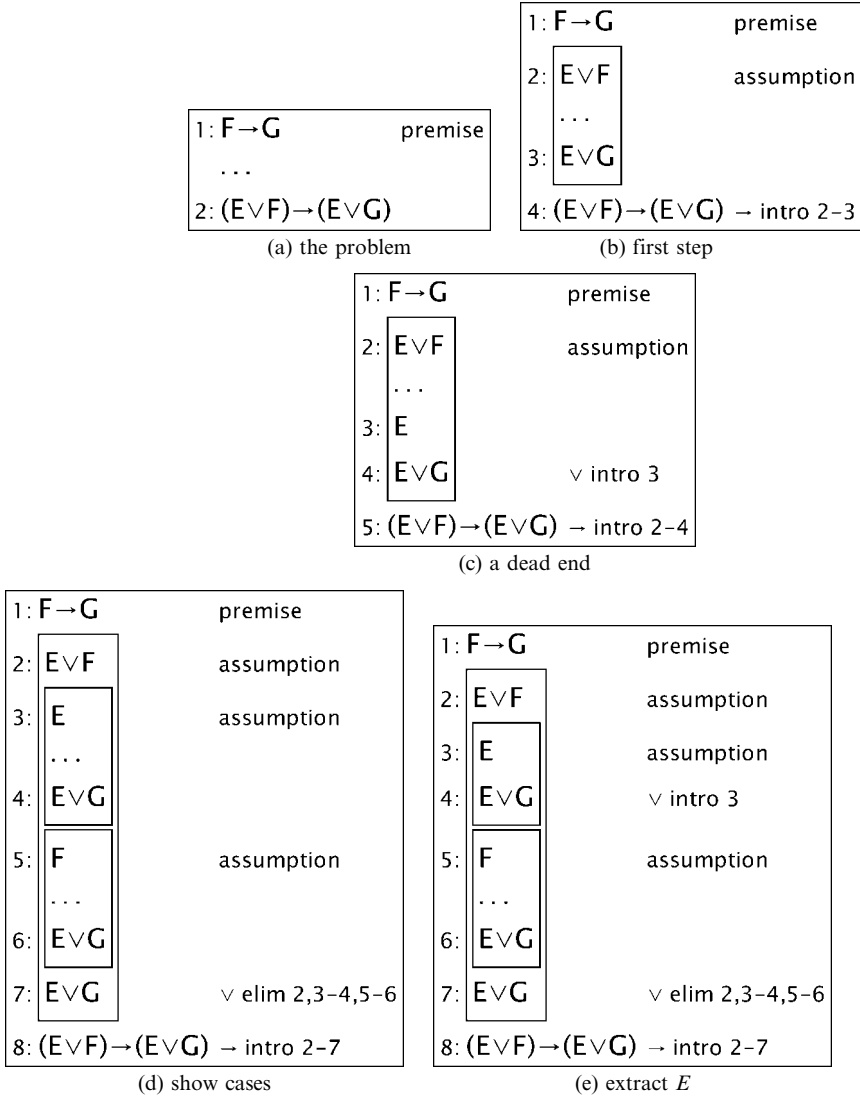 1: F→G premise
...
2: (E∨F)→(E∨G)
(a) the problem
1: F→G premise
2: E∨F assumption
...
3: E∨G
4: (E∨F)→(E∨G) → intro 2-3
(b) first step
1: F→G premise
2: E∨F assumption
...
3: E
4: E∨G ∨ intro 3
5: (E∨F)→(E∨G) → intro 2-4
(c) a dead end
1: F→G premise
2: E∨F assumption
3: E assumption
...
4: E∨G
5: F assumption
...
6: E∨G
7: E∨G ∨ elim 2,3-4,5-6
8: (E∨F)→(E∨G) → intro 2-7
(d) show cases
1: F→G premise
2: E∨F assumption
3: E assumption
4: E∨G ∨ intro 3
5: F assumption
...
6: E∨G
7: E∨G ∨ elim 2,3-4,5-6
8: (E∨F)→(E∨G) → intro 2-7
(e) extract E